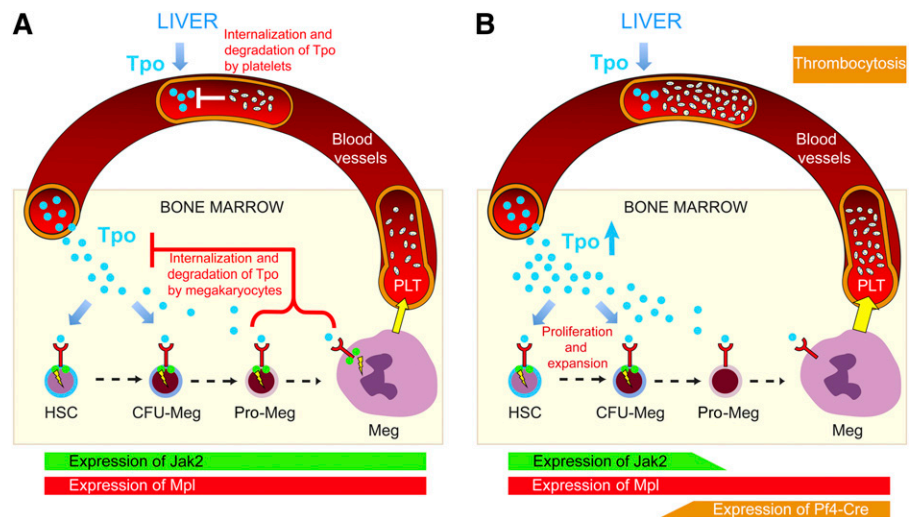 A
LIVER
Tpo
Internalization and
degradation of Tpo
by platelets
Blood
vessels
BONE MARROW
Tpo
Internalization and
degradation of Tpo
by megakaryocytes
PLT
HSC
CFU-Meg
Pro-Meg
Meg
Expression of Jak2
Expression of Mpl
B
LIVER
Tpo
Thrombocytosis
Blood
vessels
BONE MARROW
Tpo
PLT
Proliferation
and
expansion
HSC
CFU-Meg
Pro-Meg
Meg
Expression of Jak2
Expression of Mpl
Expression of Pf4-Cre